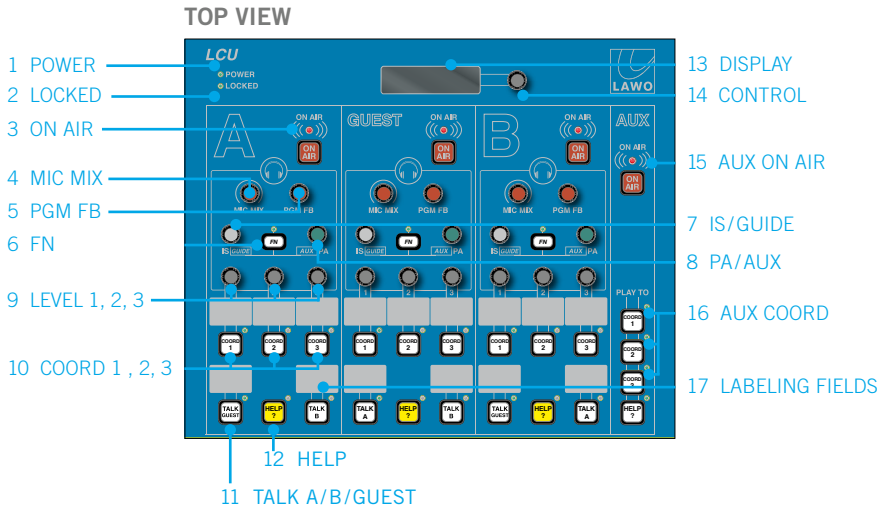 TOP VIEW
1 POWER
2 LOCKED
3 ON AIR
4 MIC MIX
5 PGM FB
6 FN
9 LEVEL 1, 2, 3
10 COORD 1 , 2, 3
LCU
POWER
LOCKED
LAWO
A
ON AIR
ON AIR
MIC MIX
PGM FB
IS/GUIDE
FN
AUX PA
COORD 1
COORD 2
COORD 3
TALK GUEST
HELP ?
TALK B
GUEST
ON AIR
ON AIR
MIC MIX
PGM FB
IS/GUIDE
FN
AUX PA
1
2
3
COORD 1
COORD 2
COORD 3
TALK A
HELP ?
TALK B
B
ON AIR
ON AIR
MIC MIX
PGM FB
IS/GUIDE
FN
AUX PA
1
2
3
COORD 1
COORD 2
COORD 3
TALK GUEST
HELP ?
TALK A
AUX
ON AIR
ON AIR
PLAY TO
COORD 1
COORD 2
COORD 3
HELP ?
13 DISPLAY
14 CONTROL
15 AUX ON AIR
7 IS/GUIDE
8 PA/AUX
16 AUX COORD
17 LABELING FIELDS
12 HELP
11 TALK A/B/GUEST